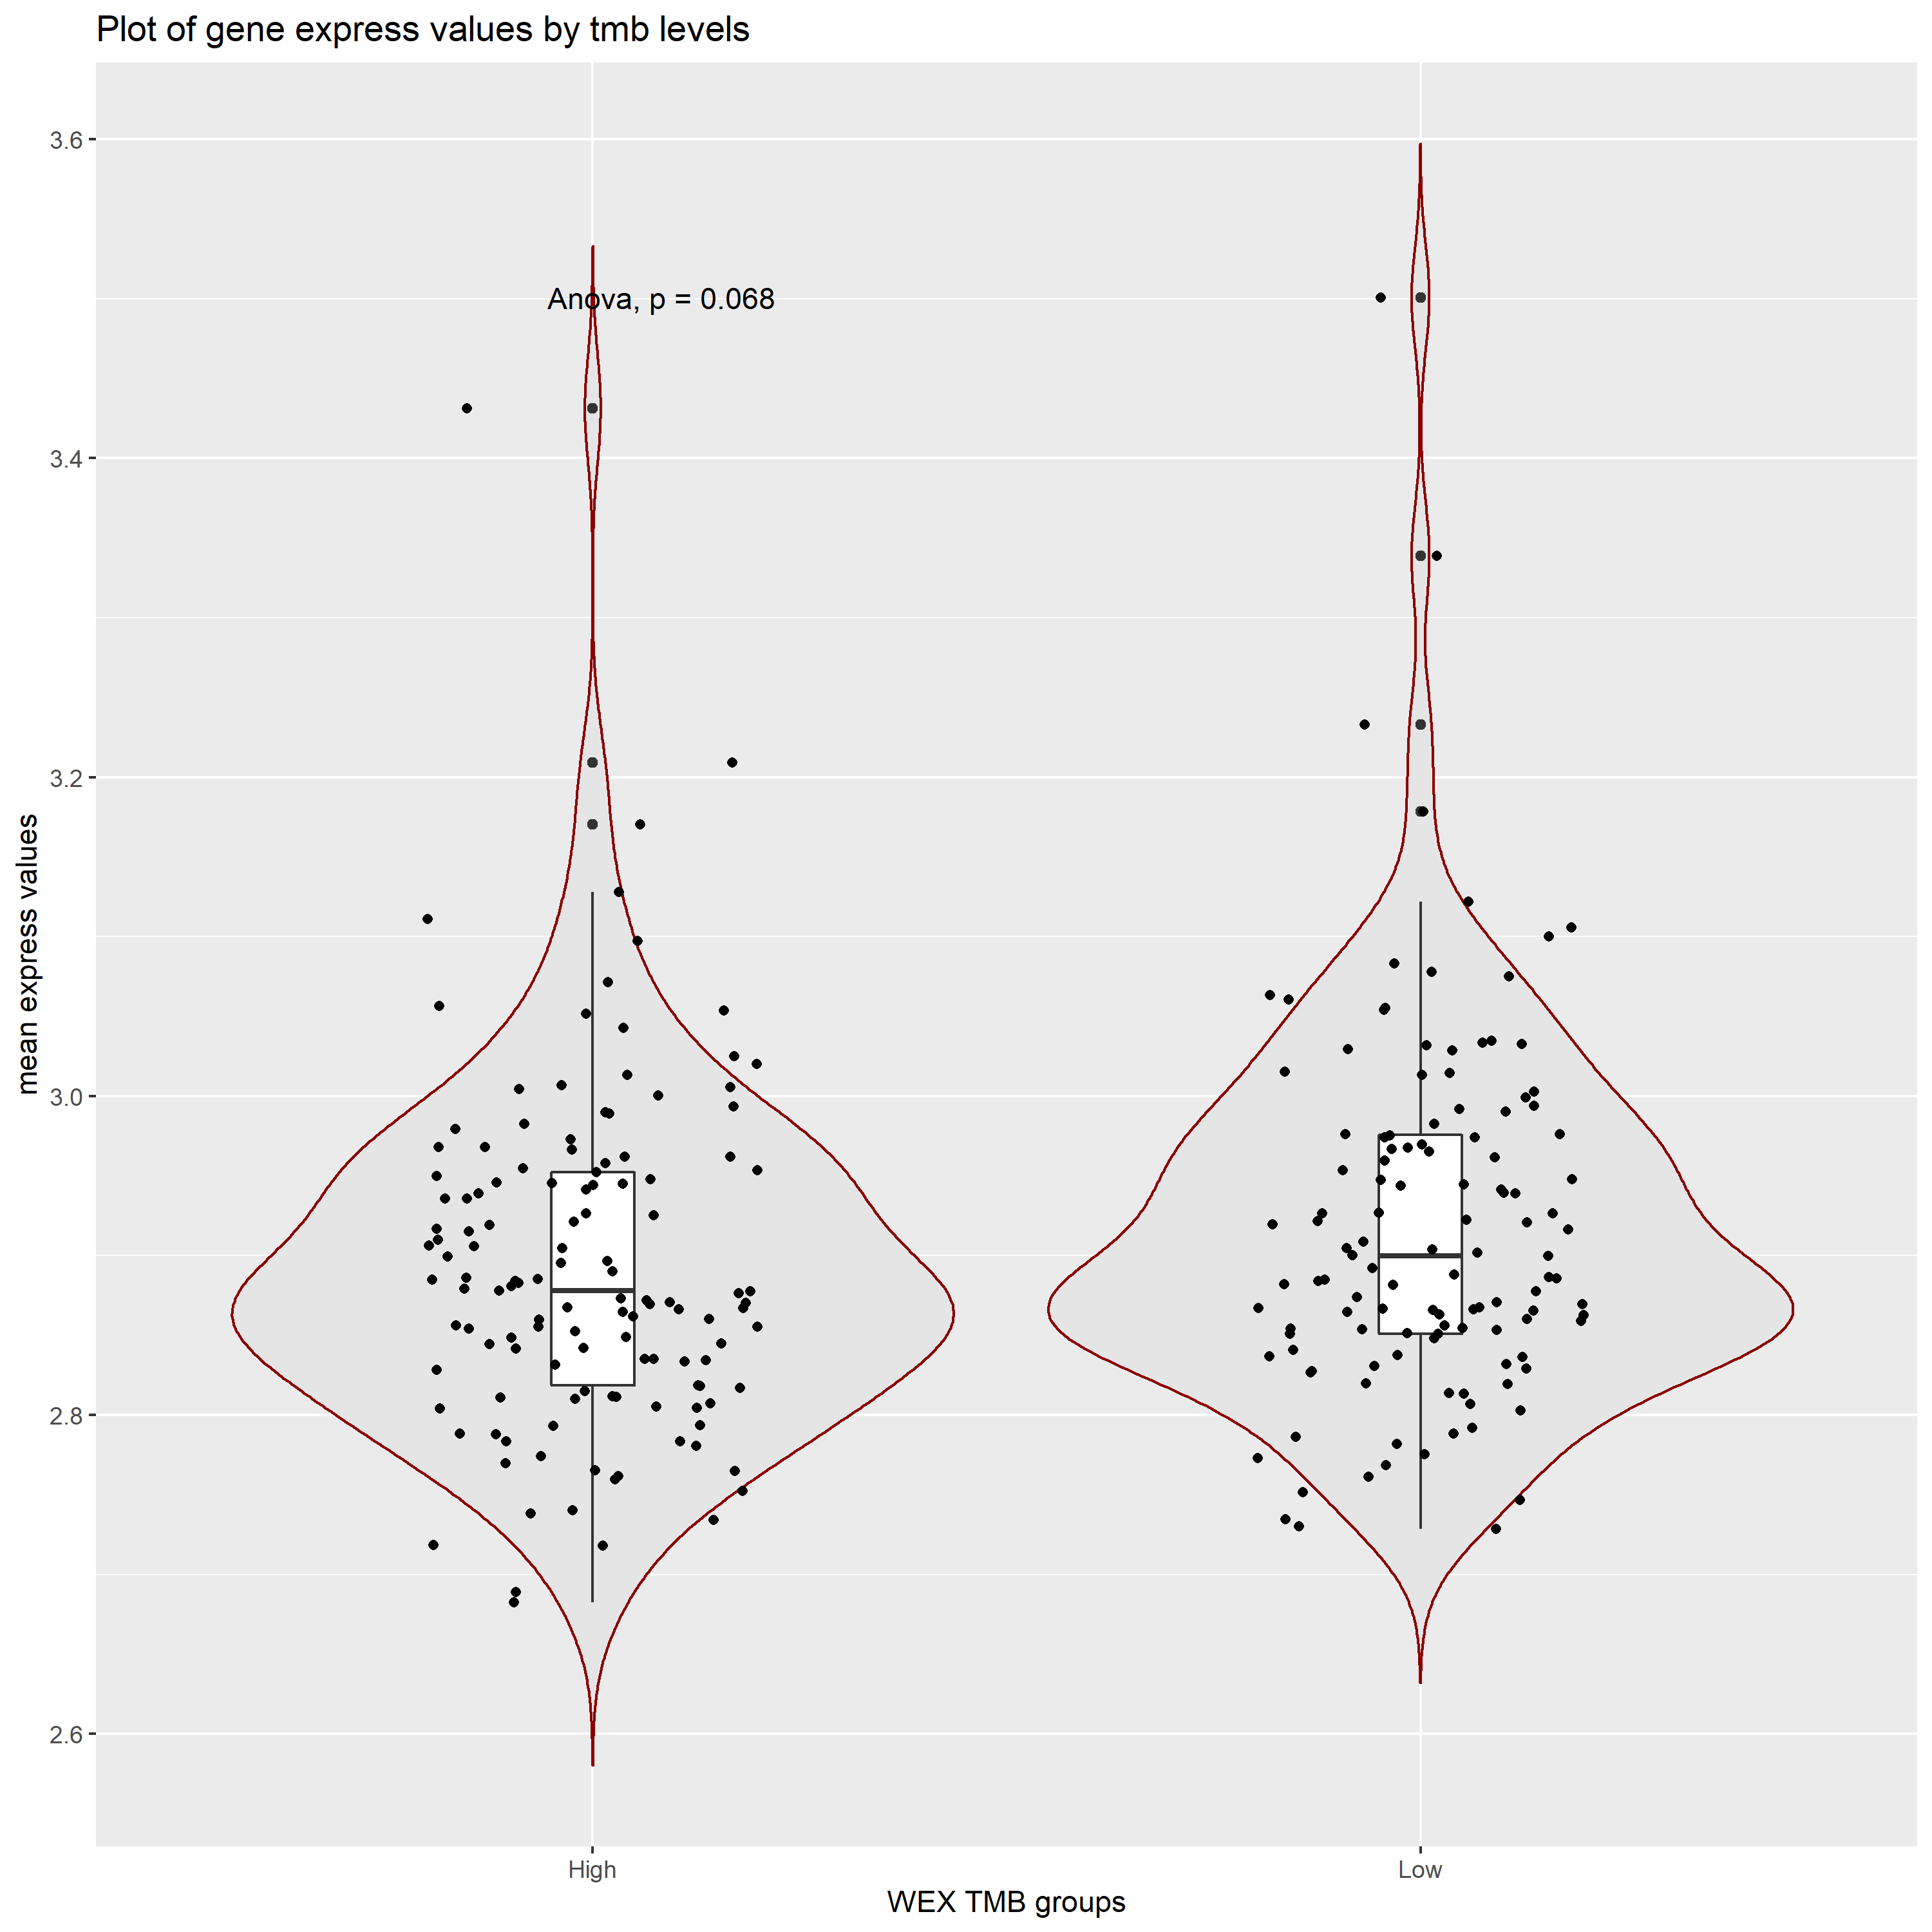 Plot of gene express values by tmb levels
3.6
Anova, p = 0.068
3.4
3.2
mean express values
3.0
2.8
2.6
High
Low
WEX TMB groups